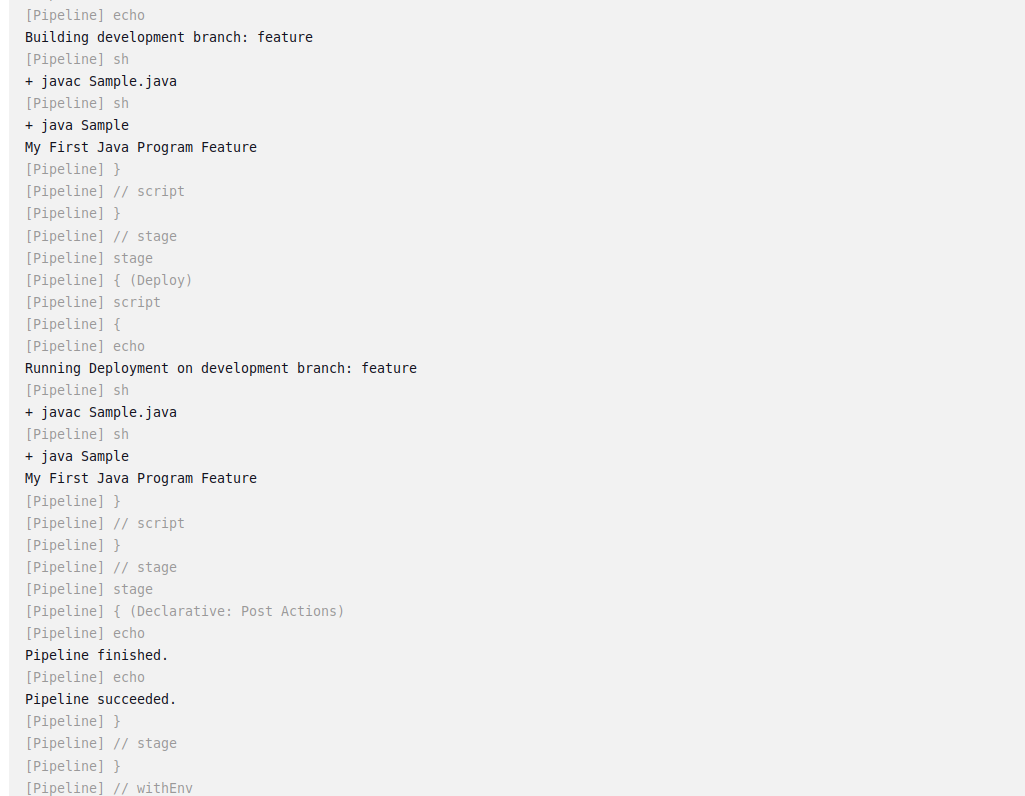 [Pipeline] echo
Building development branch: feature
[Pipeline] sh
+ javac Sample.java
[Pipeline] sh
+ java Sample
My First Java Program Feature
[Pipeline] }
[Pipeline] // script
[Pipeline] }
[Pipeline] // stage
[Pipeline] stage
[Pipeline] { (Deploy)
[Pipeline] script
[Pipeline] {
[Pipeline] echo
Running Deployment on development branch: feature
[Pipeline] sh
+ javac Sample.java
[Pipeline] sh
+ java Sample
My First Java Program Feature
[Pipeline] }
[Pipeline] // script
[Pipeline] }
[Pipeline] // stage
[Pipeline] stage
[Pipeline] { (Declarative: Post Actions)
[Pipeline] echo
Pipeline finished.
[Pipeline] echo
Pipeline succeeded.
[Pipeline] }
[Pipeline] // stage
[Pipeline] }
[Pipeline] // withEnv